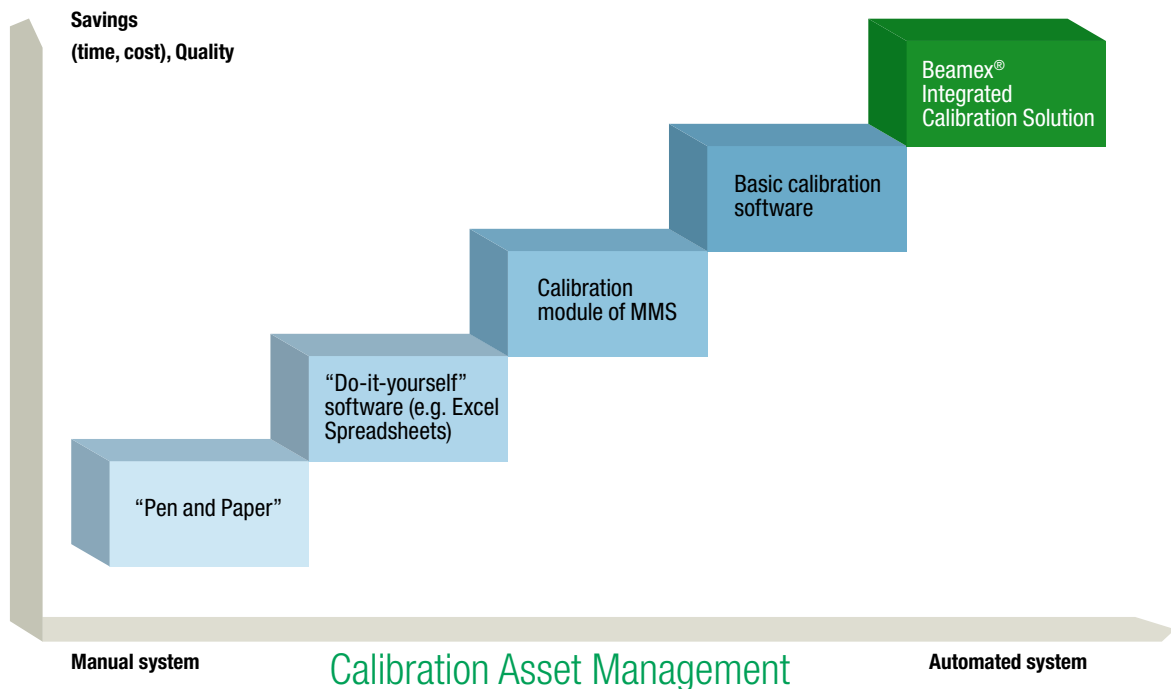 Savings
(time, cost), Quality
Beamex®
Integrated
Calibration Solution
Basic calibration
software
Calibration
module of MMS
“Do-it-yourself”
software (e.g. Excel
Spreadsheets)
“Pen and Paper”
Manual system
Calibration Asset Management
Automated system